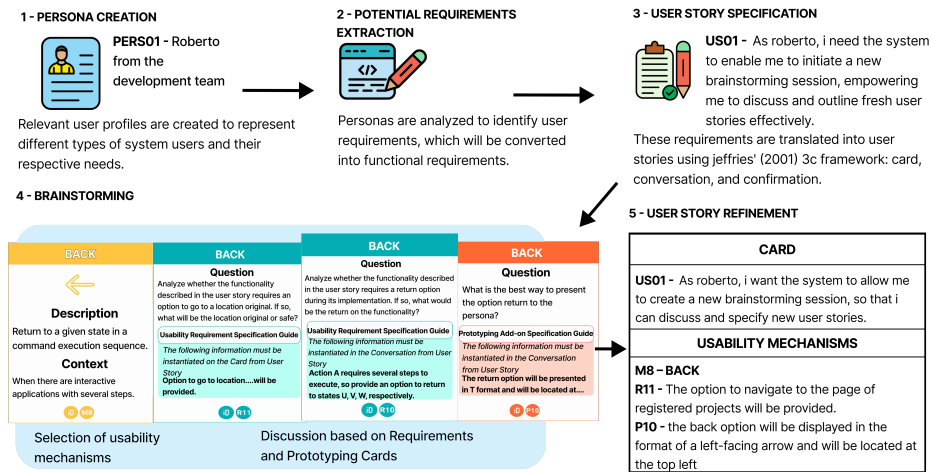 1 - PERSONA CREATION
PERS01 - Roberto
from the
development team
Relevant user profiles are created to represent
different types of system users and their
respective needs.
2 - POTENTIAL REQUIREMENTS
EXTRACTION
</>
Personas are analyzed to identify user
requirements, which will be converted
into functional requirements.
3 - USER STORY SPECIFICATION
US01 - As roberto, i need the system
to enable me to initiate a new
brainstorming session, empowering
me to discuss and outline fresh user
stories effectively.
These requirements are translated into user
stories using jeffries' (2001) 3c framework: card,
conversation, and confirmation.
4 - BRAINSTORMING
BACK
Description
Return to a given state in a
command execution sequence.
Context
When there are interactive
applications with several steps.
iD M8
BACK
Question
Analyze whether the functionality
described in the user story requires an
option to go to a location original. If so,
what will be the location original or safe?
Usability Requirement Specification Guide
The following information must be
instantiated on the Card from User
Story
Option to go to location....will be
provided.
iD R11
BACK
Question
Analyze whether the functionality described
in the user story requires a return option
during its implementation. If so, what would
be the return on the functionality?
Usability Requirement Specification Guide
The following information must be
instantiated in the Conversation from User
Story
Action A requires several steps to
execute, so provide an option to return
to states U, V, W, respectively.
iD R10
BACK
Question
What is the best way to present
the option return to the
persona?
Prototyping Add-on Specification Guide
The following information must be
instantiated in the Conversation
from User Story
The return option will be presented
in T format and will be located at....
iD P10
Selection of usability
mechanisms
Discussion based on Requirements
and Prototyping Cards
5 - USER STORY REFINEMENT
CARD
US01 - As roberto, i want the system to allow me
to create a new brainstorming session, so that i
can discuss and specify new user stories.
USABILITY MECHANISMS
M8 – BACK
R11 - The option to navigate to the page of
registered projects will be provided.
P10 - the back option will be displayed in the
format of a left-facing arrow and will be located at
the top left